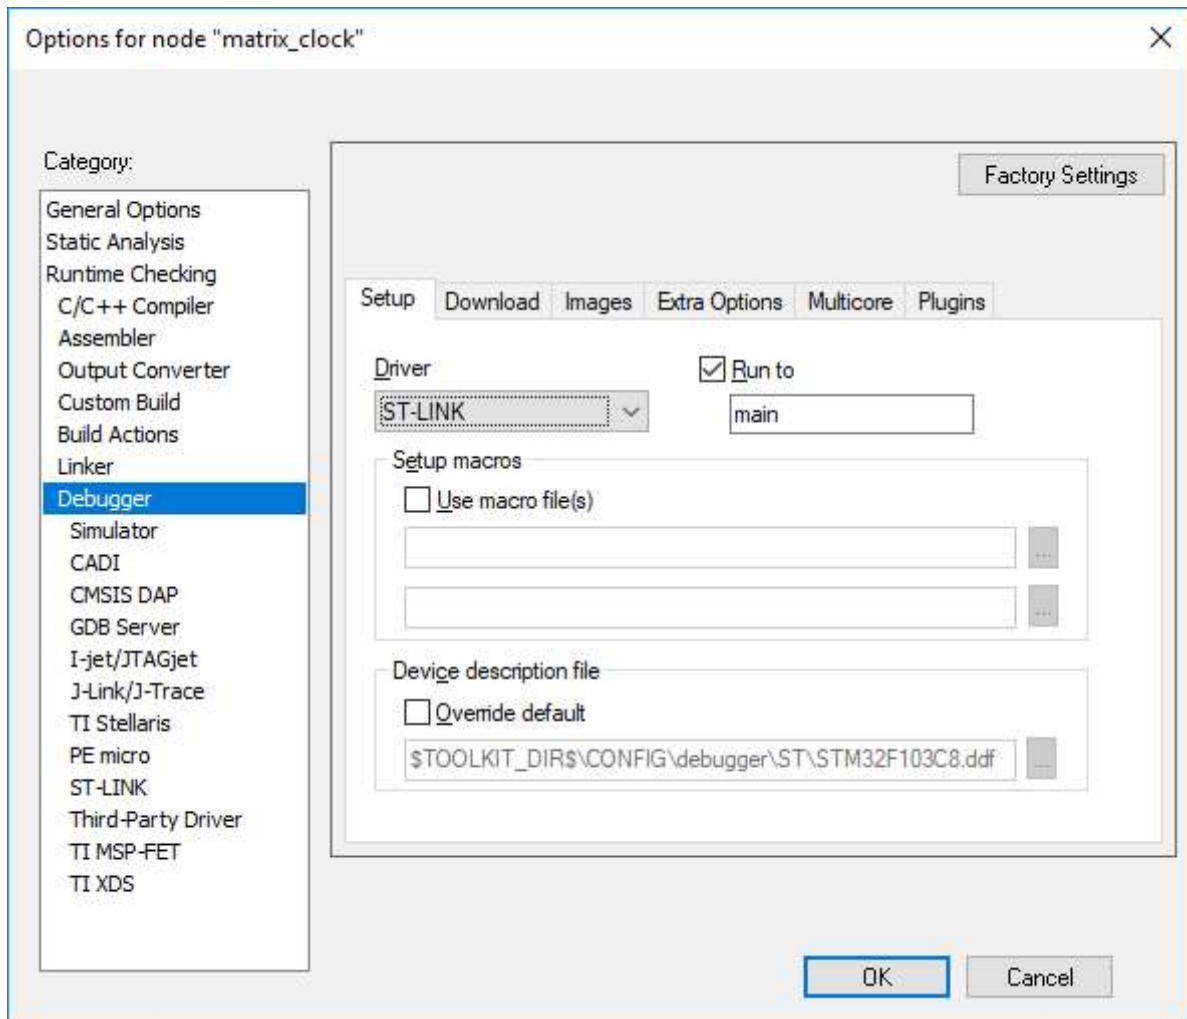 Options for node "matrix_clock"
Category:
Factory Settings
General Options
Static Analysis
Runtime Checking
C/C++ Compiler
Assembler
Output Converter
Custom Build
Build Actions
Linker
Debugger
Simulator
CADI
CMSIS DAP
GDB Server
I-jet/JTAGjet
J-Link/J-Trace
TI Stellaris
PE micro
ST-LINK
Third-Party Driver
TI MSP-FET
TI XDS
Setup Download Images Extra Options Multicore Plugins
Driver Run to
ST-LINK main
Setup macros
Use macro file(s)
...
...
Device description file
Override default
$TOOLKIT_DIR$\CONFIG\debugger\ST\STM32F103C8.ddf ...
OK Cancel